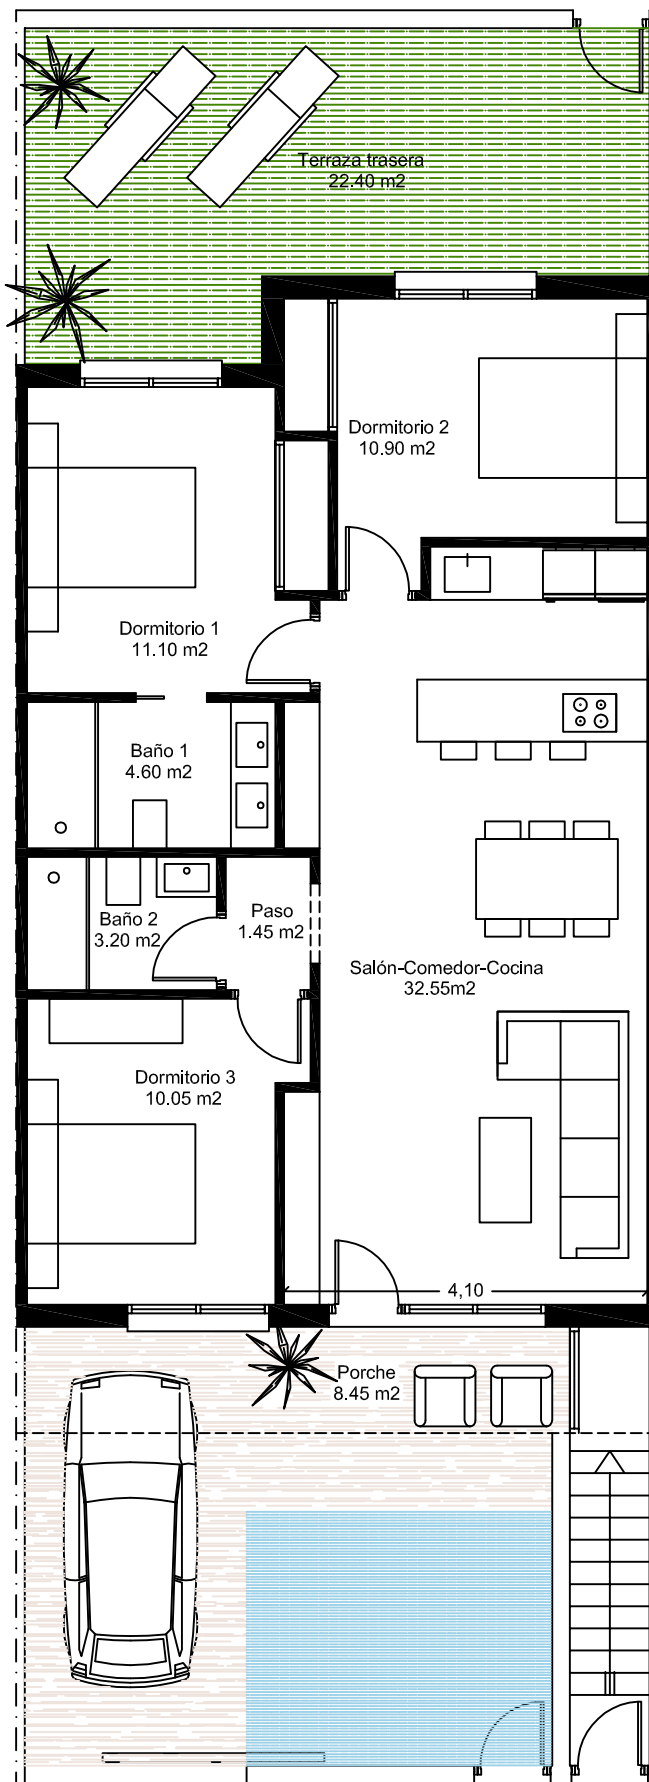 Terraza trasera
22.40 m2
Dormitorio 2
10.90 m2
Dormitorio 1
11.10 m2
Baño 1
4.60 m2
Baño 2
3.20 m2
Paso
1.45 m2
Salón-Comedor-Cocina
32.55m2
Dormitorio 3
10.05 m2
4,10
Porche
8.45 m2